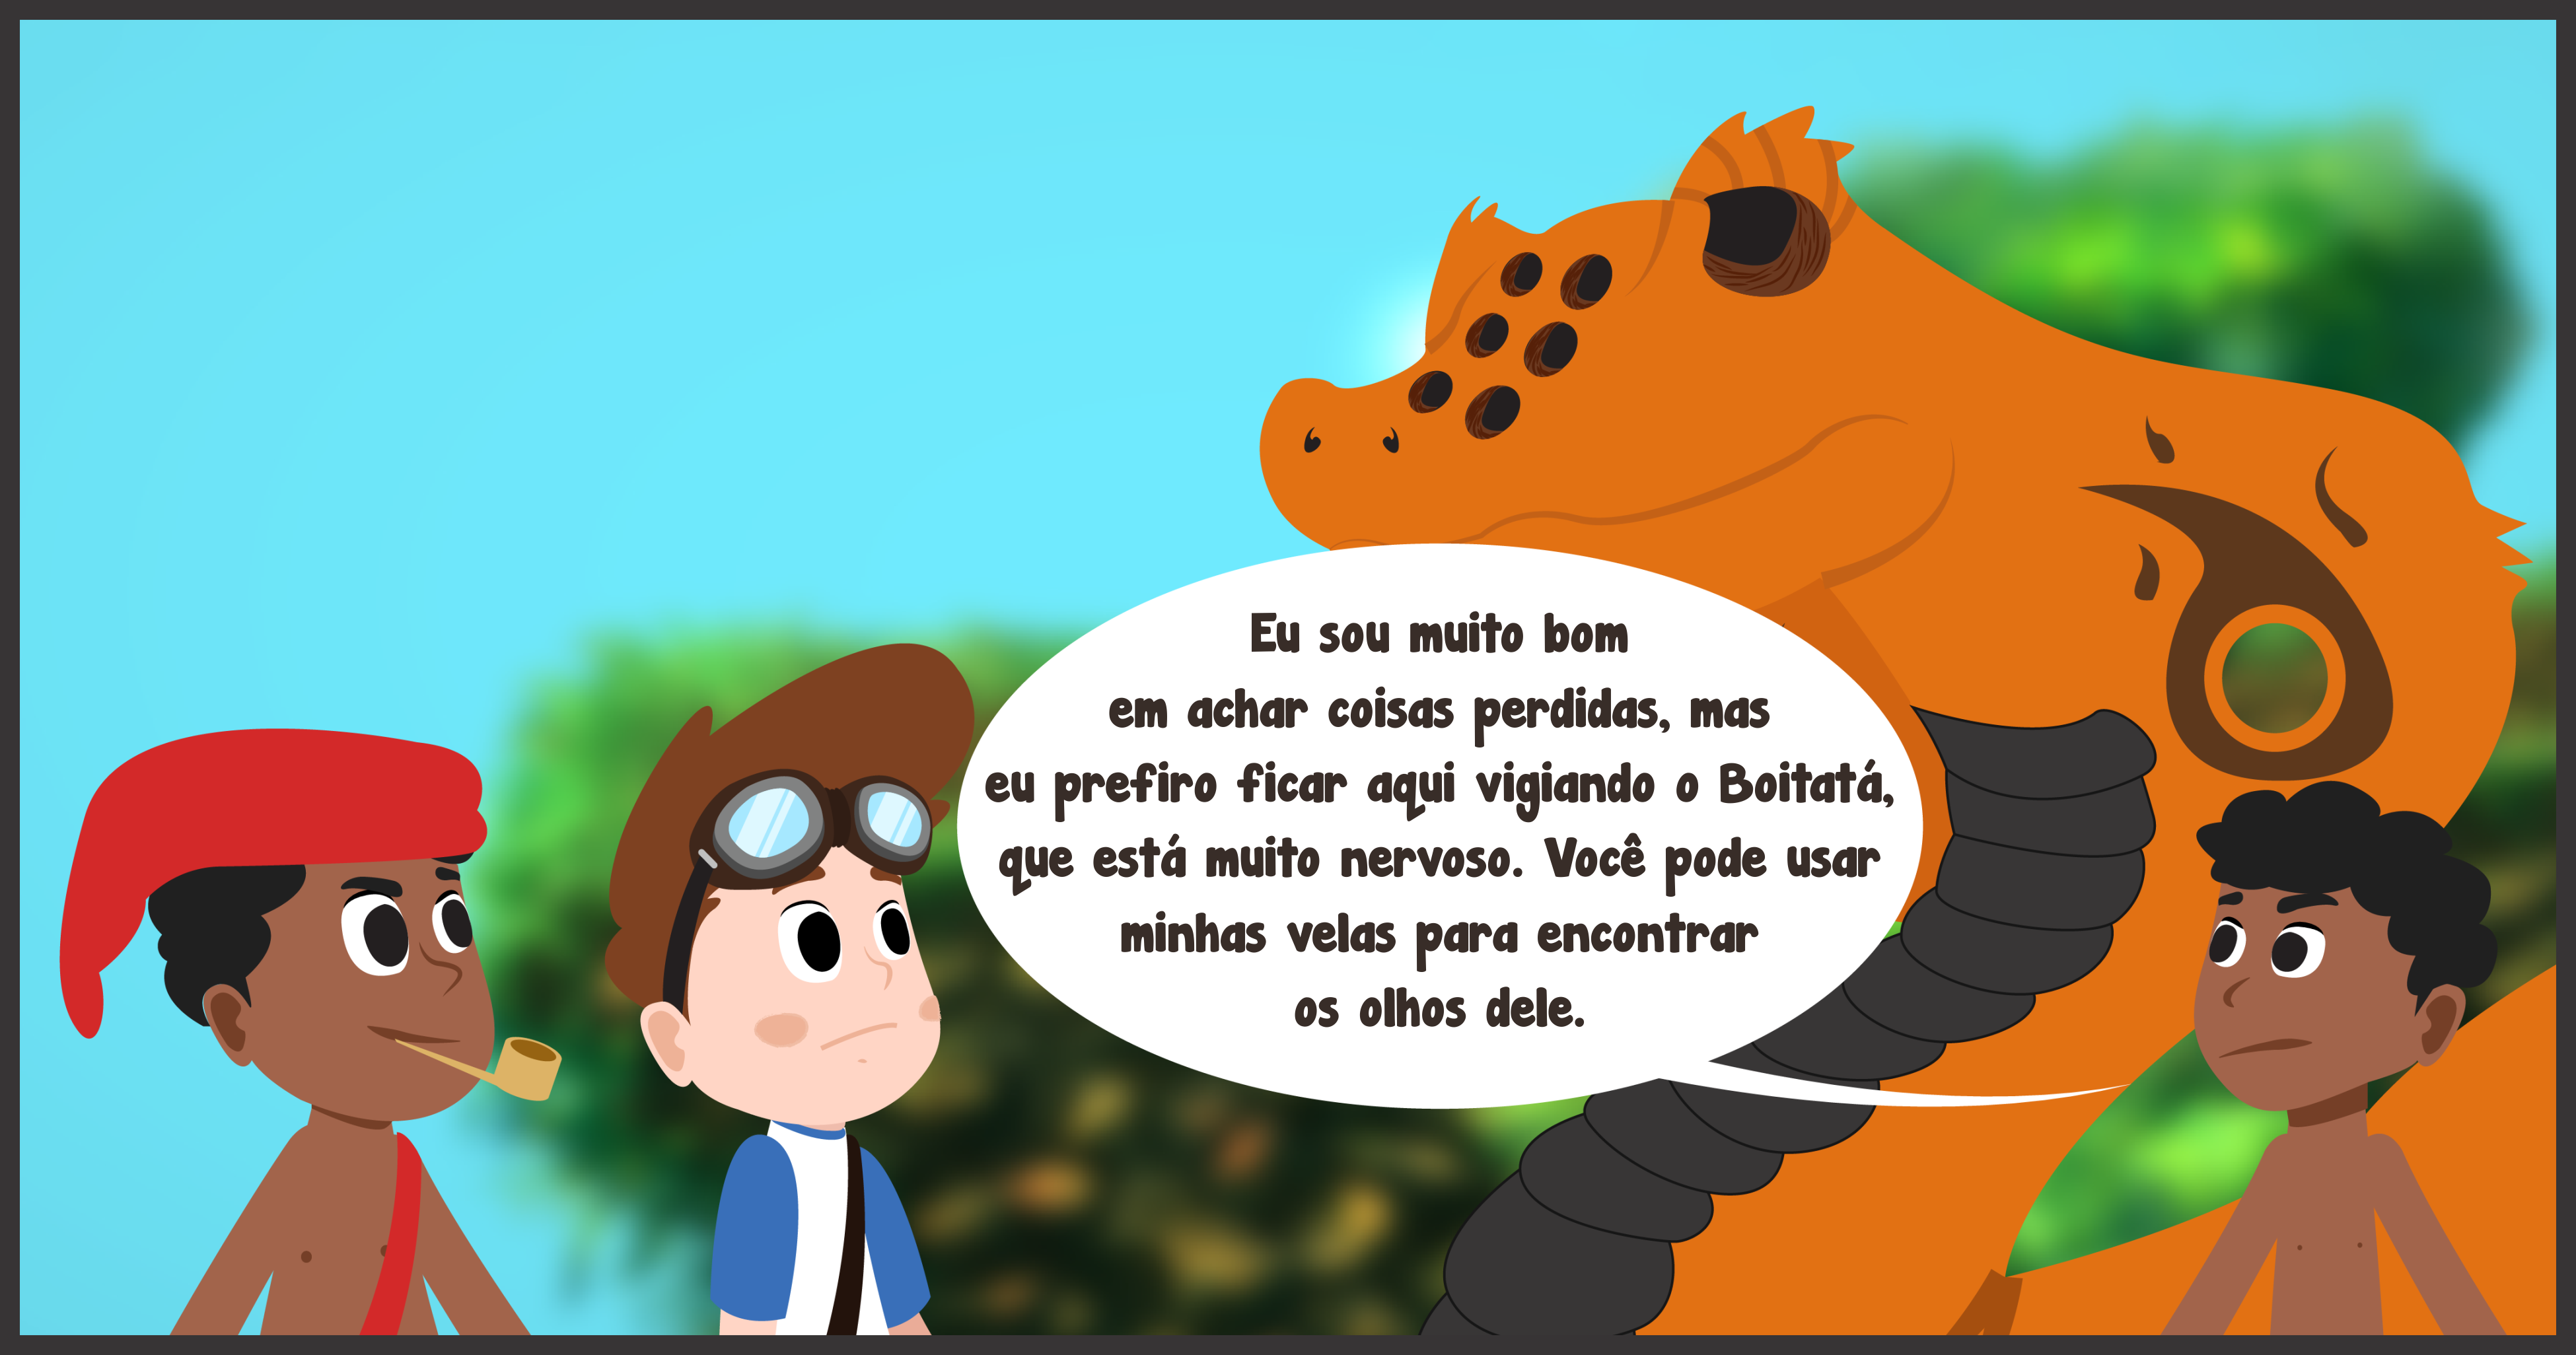 Eu sou muito bom
em achar coisas perdidas, mas
eu prefiro ficar aqui vigiando o Boitatá,
que está muito nervoso. Você pode usar
minhas velas para encontrar
os olhos dele.